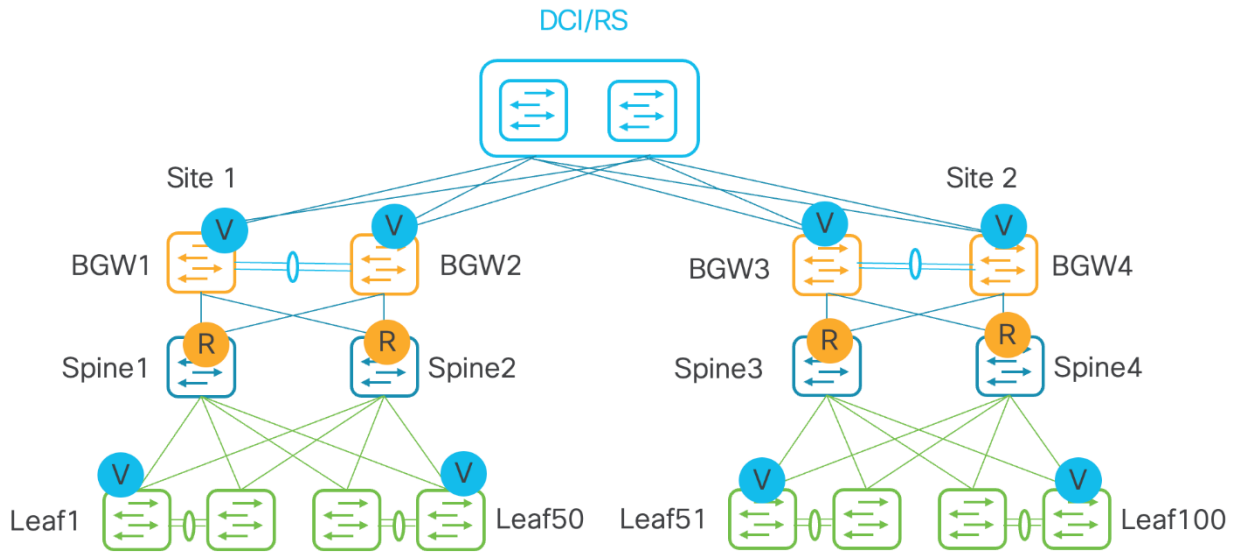 DCI/RS
Site 1
Site 2
V
V
V
V
BGW1
BGW2
BGW3
BGW4
R
R
R
R
Spine1
Spine2
Spine3
Spine4
V
V
V
V
Leaf1
Leaf50
Leaf51
Leaf100